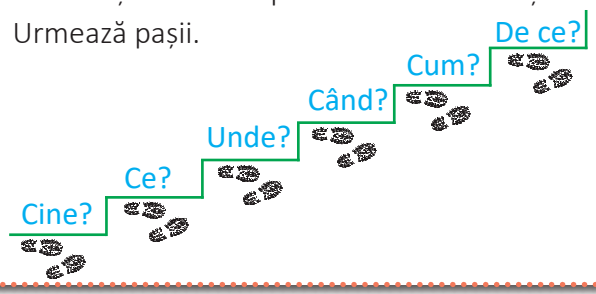 Urmează pașii.
De ce?
Cum?
Când?
Unde?
Ce?
Cine?